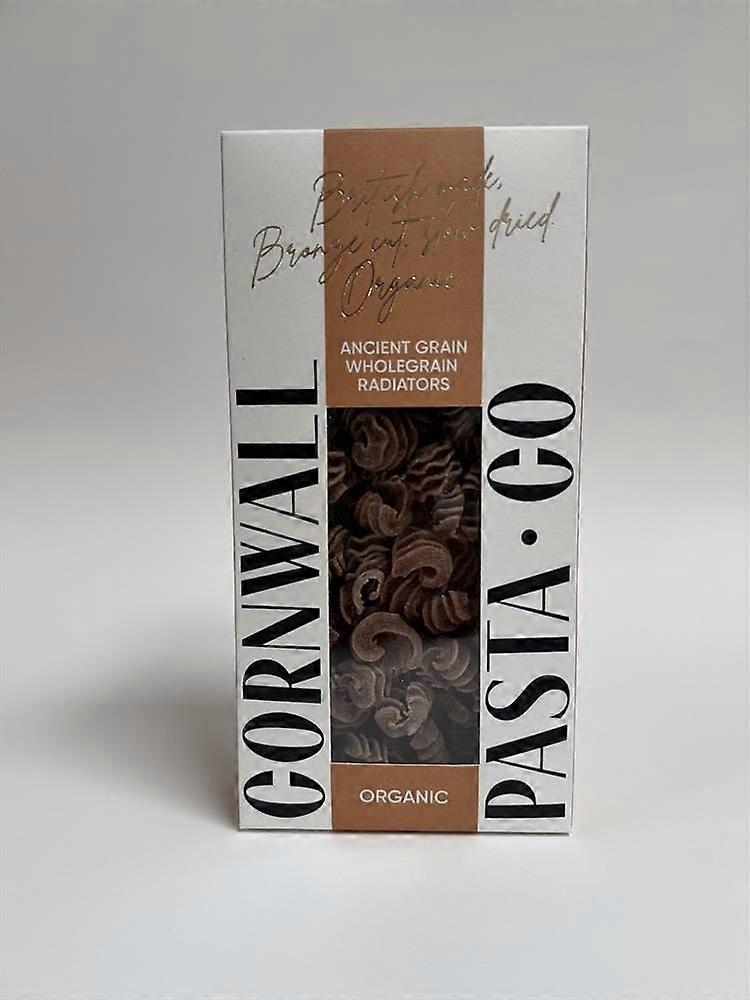 British made,
Bronze cut. slow dried
Organic
ANCIENT GRAIN
WHOLEGRAIN
RADIATORS
CORNWALL
PASTA • CO
ORGANIC